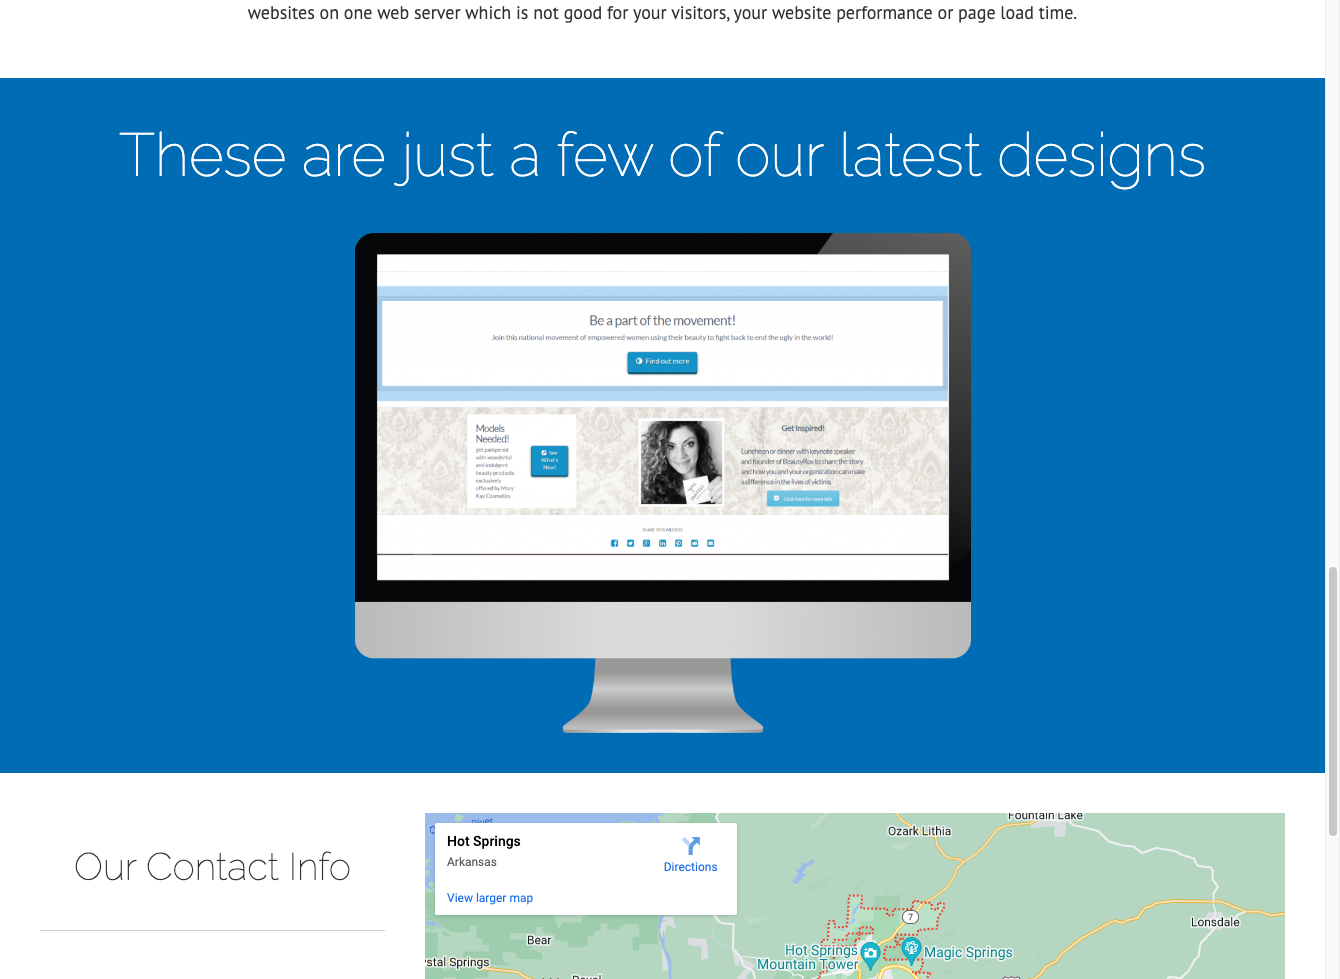 websites on one web server which is not good for your visitors, your website performance or page load time.
These are just a few of our latest designs
Be a part of the movement!
Join this national movement of empowered women using their beauty to fight back to end the ugly in the world!
Find out more
Models
Needed!
get pampered
with wonderful
and indulgent
beauty products
exclusively
offered by Mary
Kay Cosmetics
See
What's
New!
Get Inspired!
Luncheon or dinner with keynote speaker
and founder of BeautyRox to share the story
and how you and your organization can make
a difference in the lives of victims.
Click here for more info
SHARE THIS WEBSITE
Our Contact Info
Hot Springs
Arkansas
Directions
View larger map
River
Fountain Lake
Ozark Lithia
7
Lonsdale
Bear
Hot Springs
Mountain Tower
Magic Springs
stal Springs
Royal